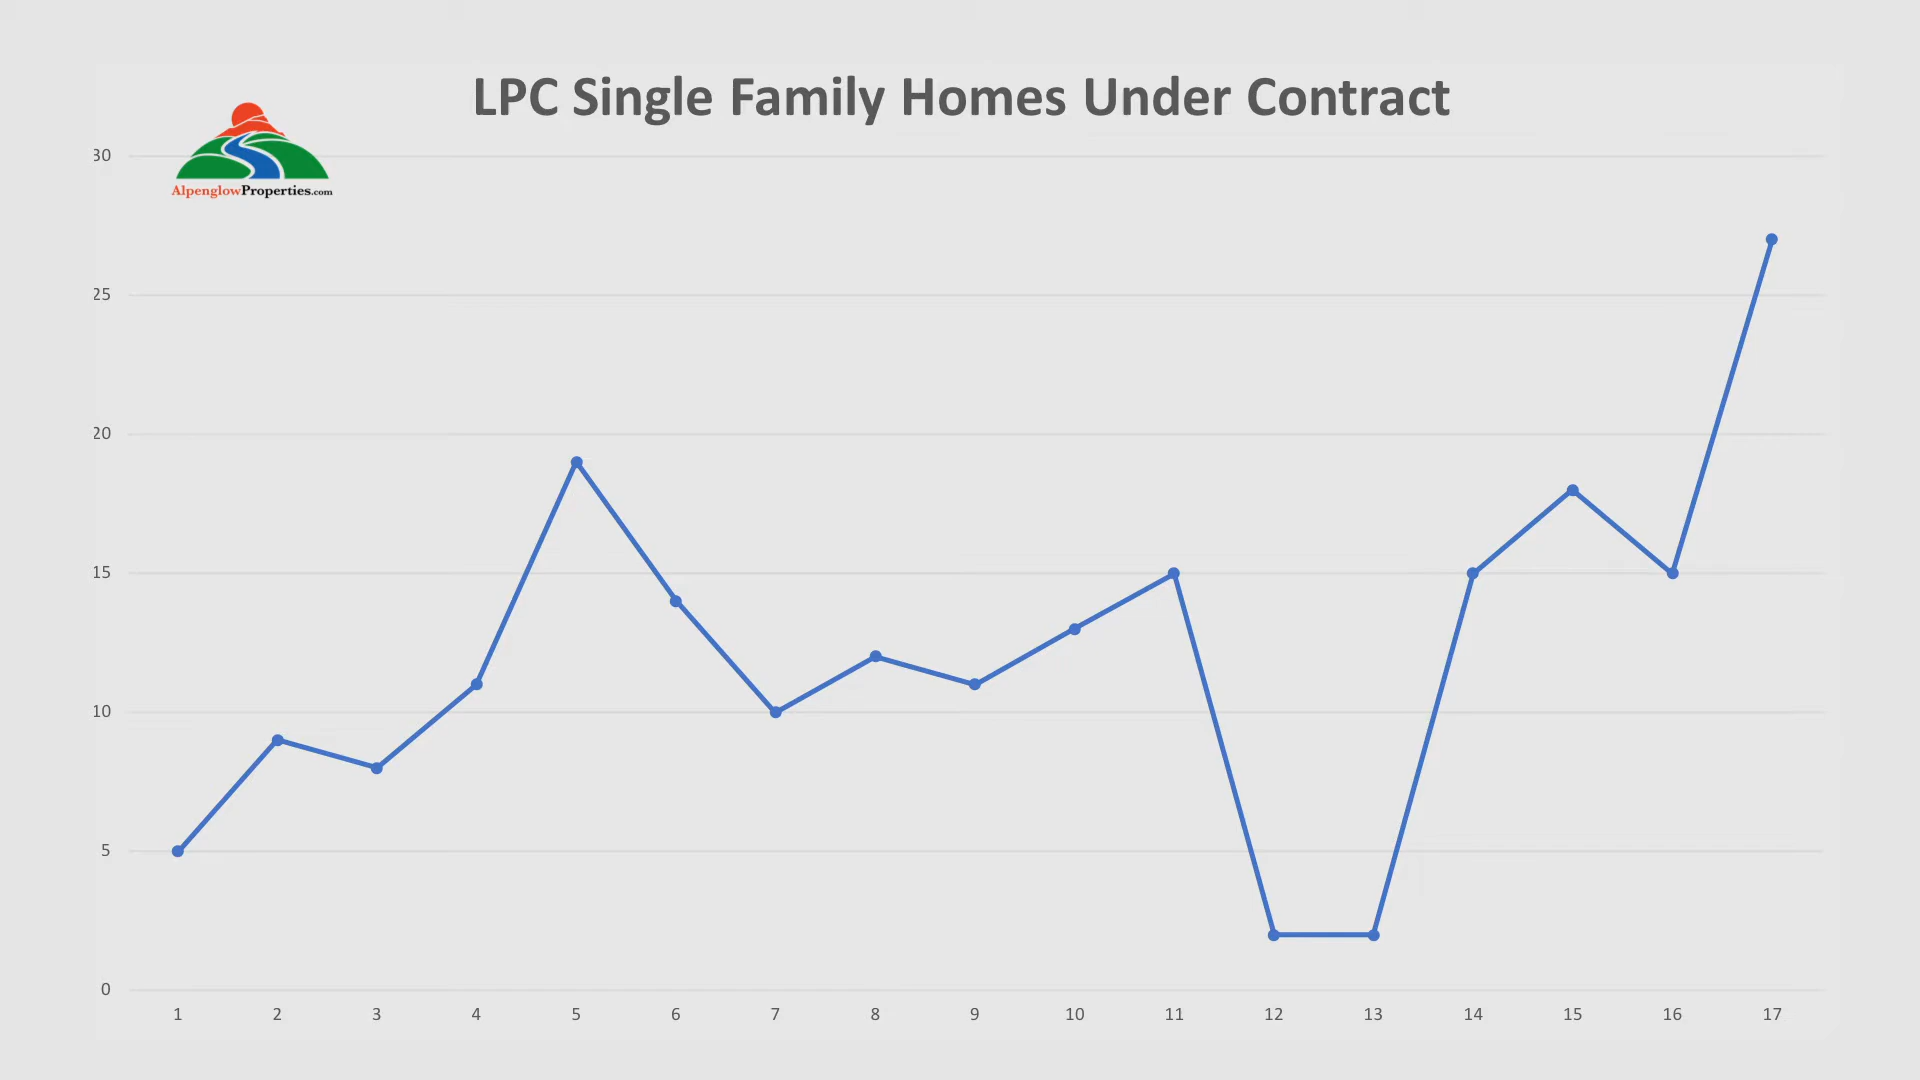 LPC Single Family Homes Under Contract
AlpenglowProperties.com
30
25
20
15
10
5
0
1 2 3 4 5 6 7 8 9 10 11 12 13 14 15 16 17